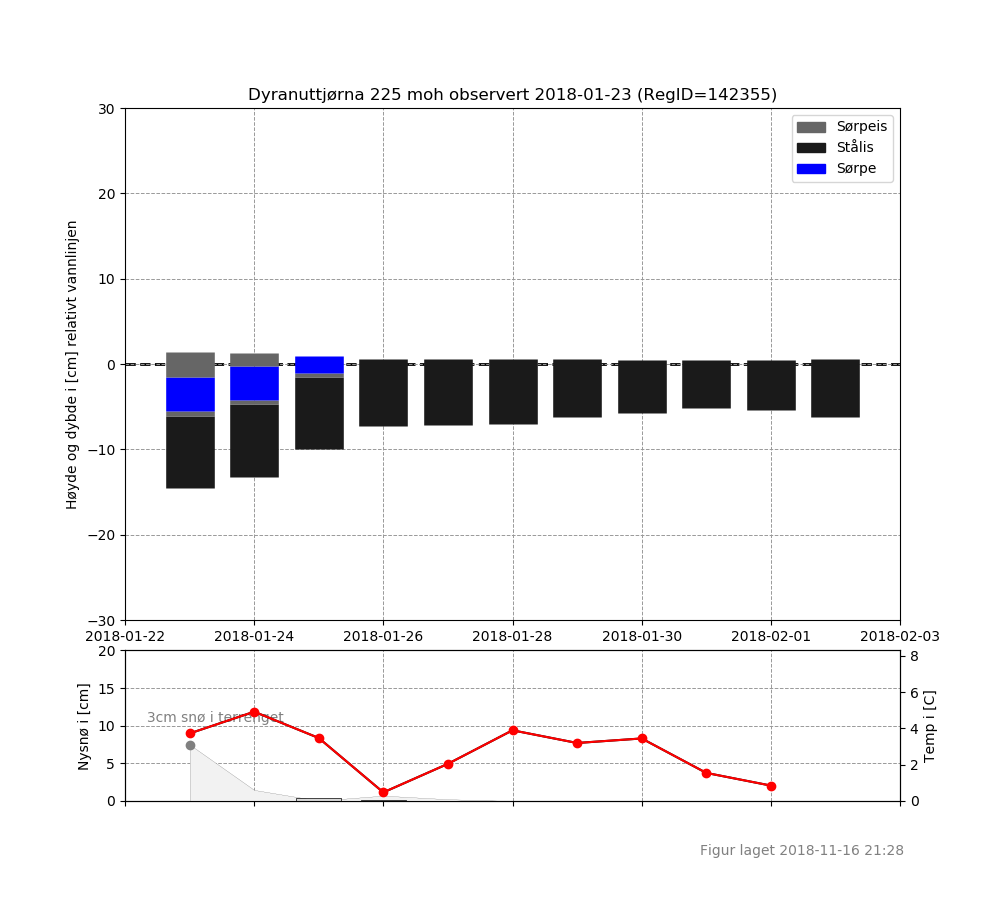 Dyranuttjørna 225 moh observert 2018-01-23 (RegID=142355)
Sørpeis
Stålis
Sørpe
Høyde og dybde i [cm] relativt vannlinjen
30
20
10
0
−10
−20
−30
2018-01-22 2018-01-24 2018-01-26 2018-01-28 2018-01-30 2018-02-01 2018-02-03
Nysnø i [cm]
20
15
10
5
0
3cm snø i terrenget
8
6
4
2
0
Temp i [C]
Figur laget 2018-11-16 21:28